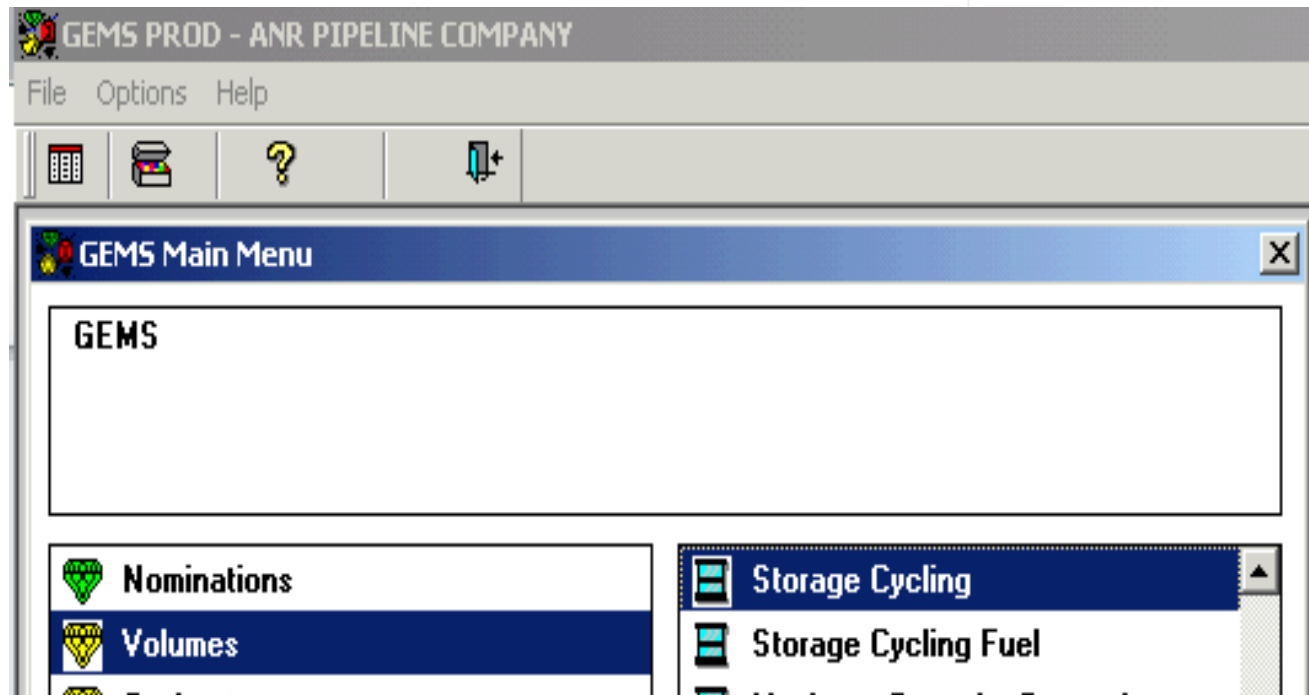 GEMS PROD - ANR PIPELINE COMPANY
File Options Help
GEMS Main Menu
GEMS
Nominations
Volumes
Storage Cycling
Storage Cycling Fuel